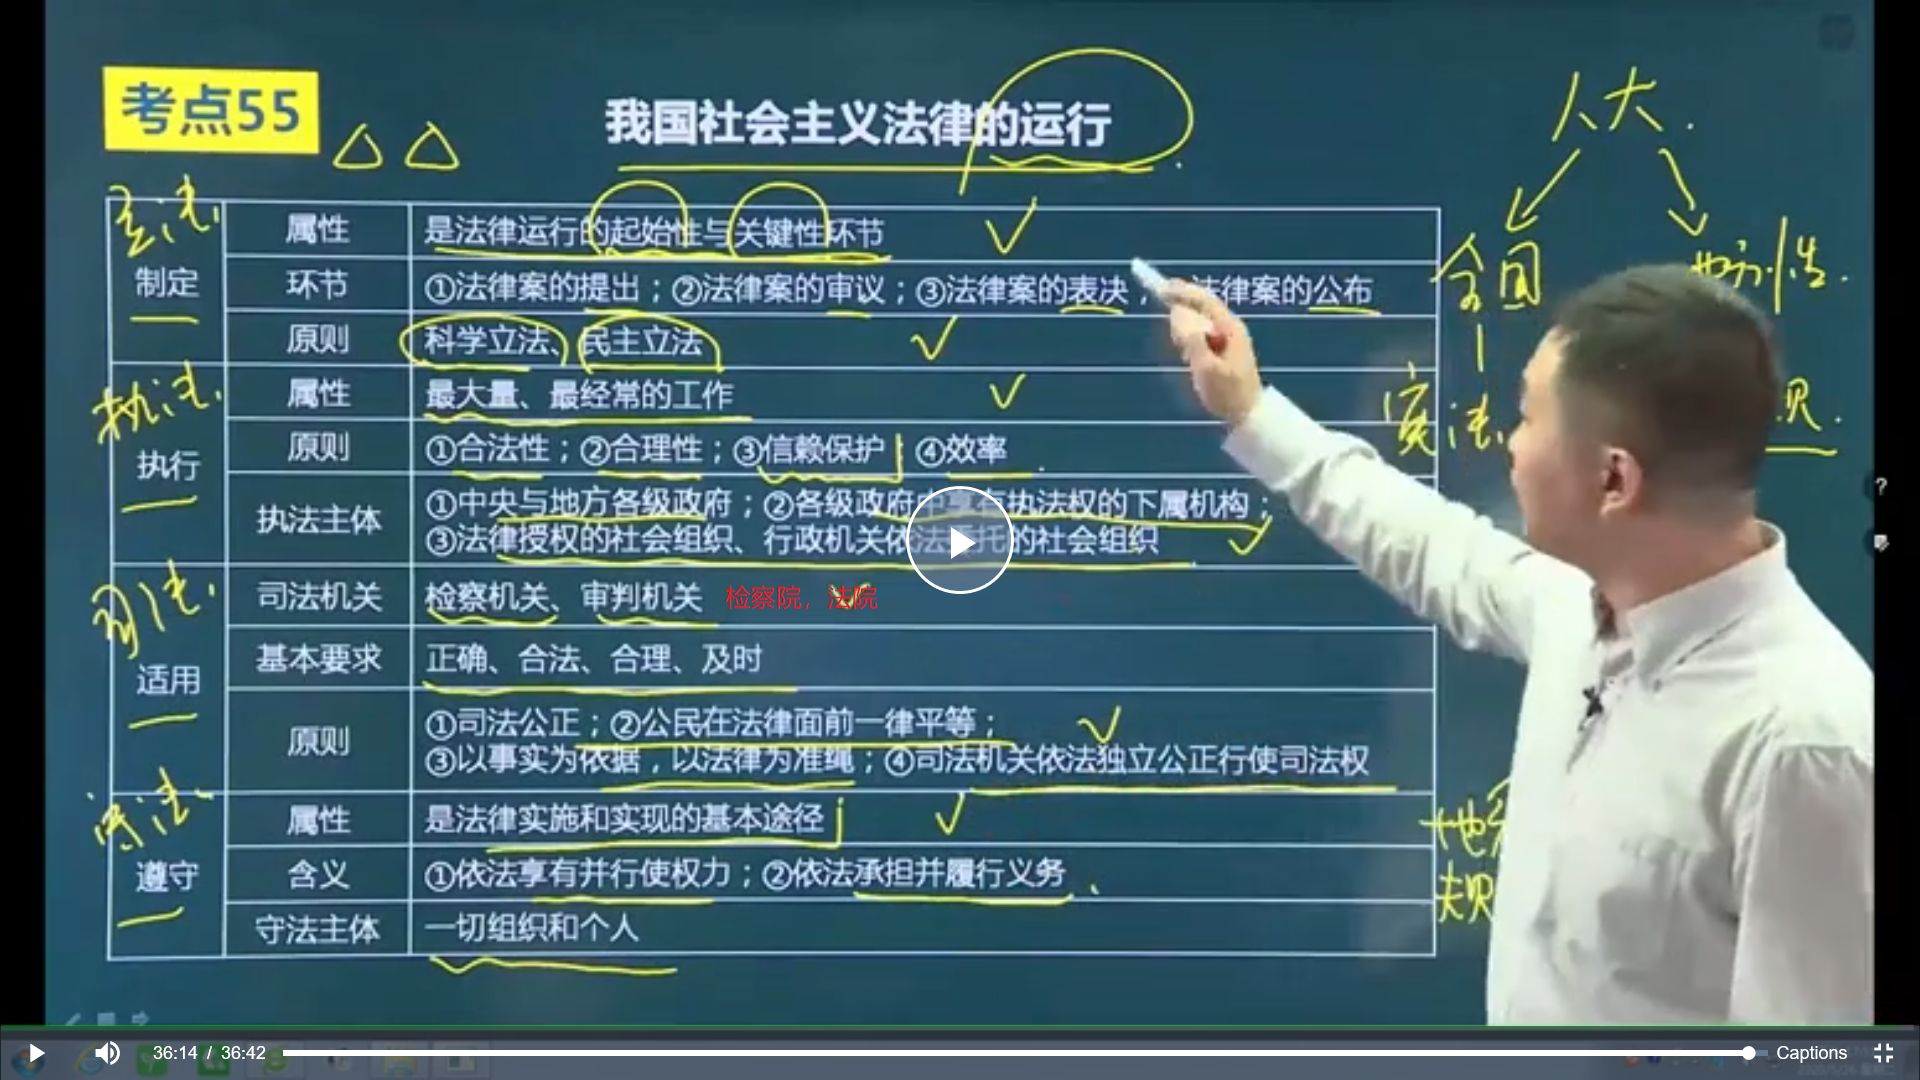 考点55
我国社会主义法律的运行
人大.
立法.
制定
属性
是法律运行的起始性与关键性环节
环节
①法律案的提出；②法律案的审议；③法律案的表决；
法律案的公布
全国
地方性
原则
科学立法、民主立法
执法.
执行
属性
最大量、最经常的工作
宪法.
原则
①合法性；②合理性；③信赖保护
④效率
执法主体
①中央与地方各级政府；②各级政府中享有执法权的下属机构；
③法律授权的社会组织、行政机关依法委托的社会组织
司法.
适用
司法机关
检察机关、审判机关
检察院，法院
基本要求
正确、合法、合理、及时
原则
①司法公正；②公民在法律面前一律平等；
③以事实为依据，以法律为准绳；④司法机关依法独立公正行使司法权
守法.
遵守
属性
是法律实施和实现的基本途径
含义
①依法享有并行使权力；②依法承担并履行义务
守法主体
一切组织和个人
规
36:14 / 36:42
Captions